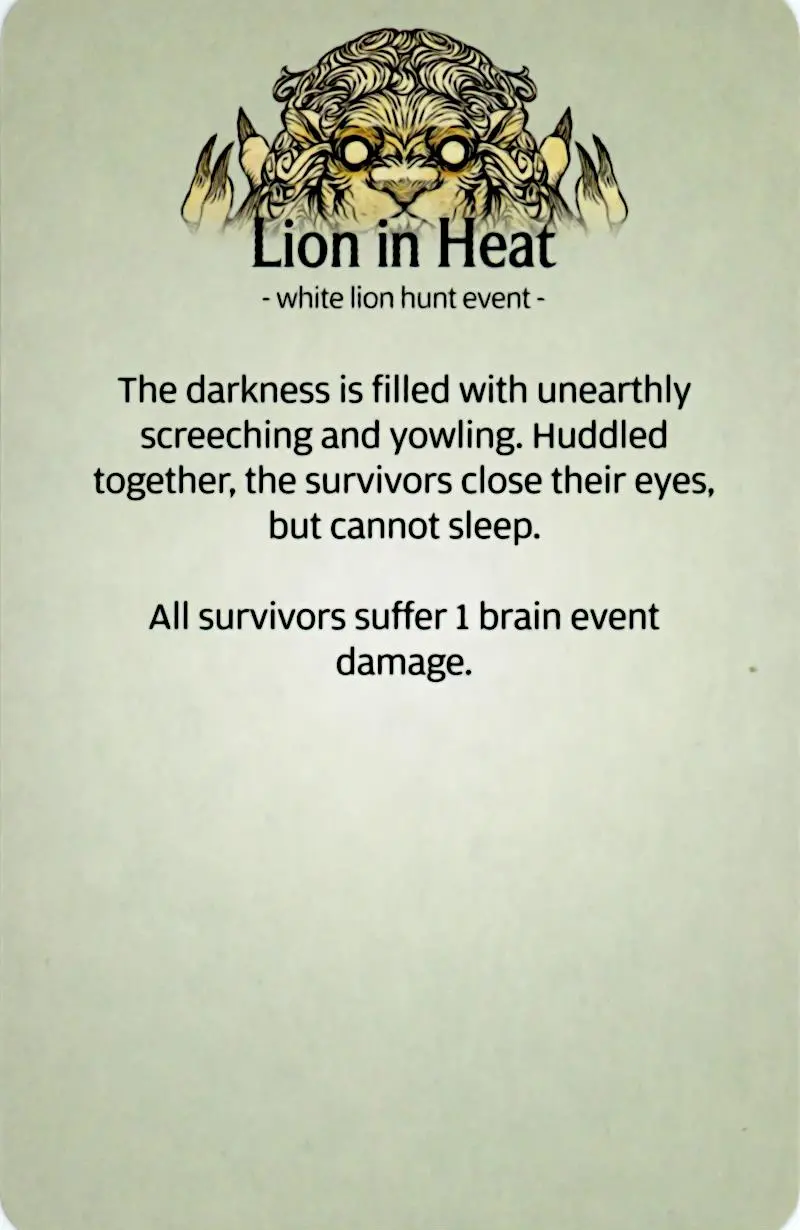 Lion in Heat
- white lion hunt event -
The darkness is filled with unearthly
screeching and yowling. Huddled
together, the survivors close their eyes,
but cannot sleep.
All survivors suffer 1 brain event
damage.